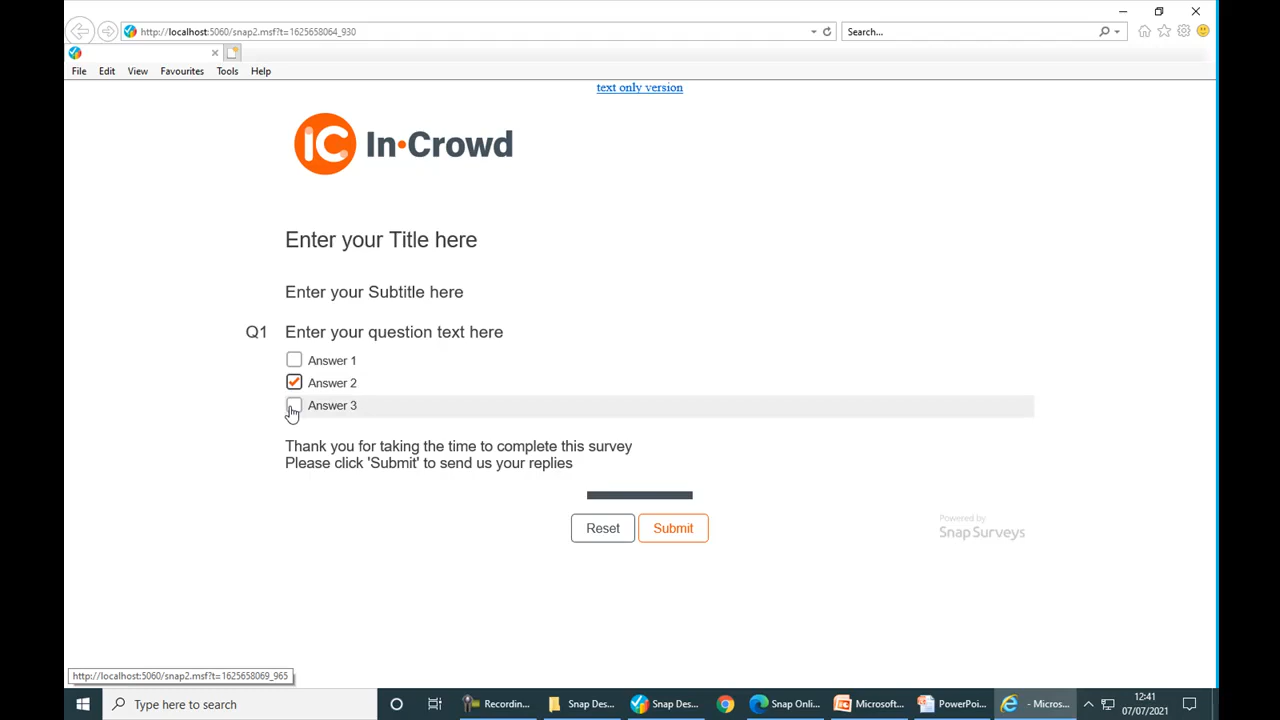 http://localhost:5060/snap2.msf?t=1625658064_930
Search...
File Edit View Favourites Tools Help
text only version
IC In·Crowd
Enter your Title here
Enter your Subtitle here
Q1 Enter your question text here
Answer 1
Answer 2
Answer 3
Thank you for taking the time to complete this survey
Please click 'Submit' to send us your replies
Reset Submit
Powered by
Snap Surveys
http://localhost:5060/snap2.msf?t=1625658069_965
Type here to search
Recordin... Snap Des... Snap Des... Snap Onli... Microsoft... PowerPoi... - Micros...
12:41
07/07/2021